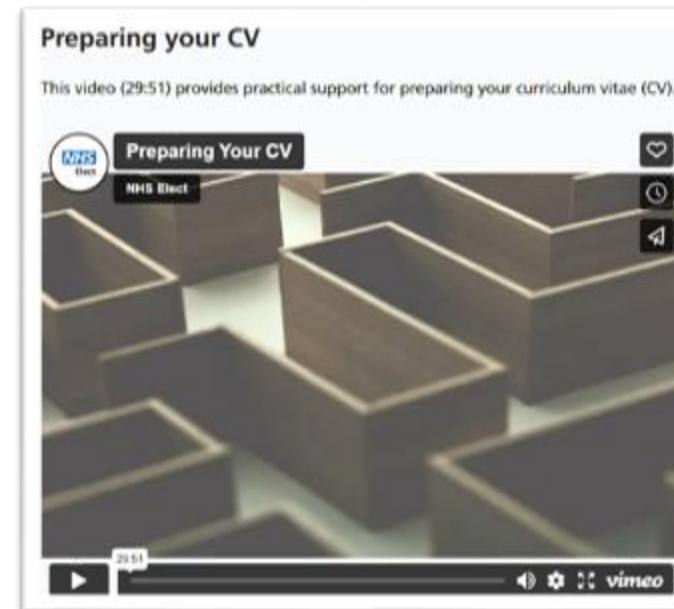 Preparing your CV
This video (29:51) provides practical support for preparing your curriculum vitae (CV).
NHS
Elect
Preparing Your CV
NHS Elect
29:51
vimeo